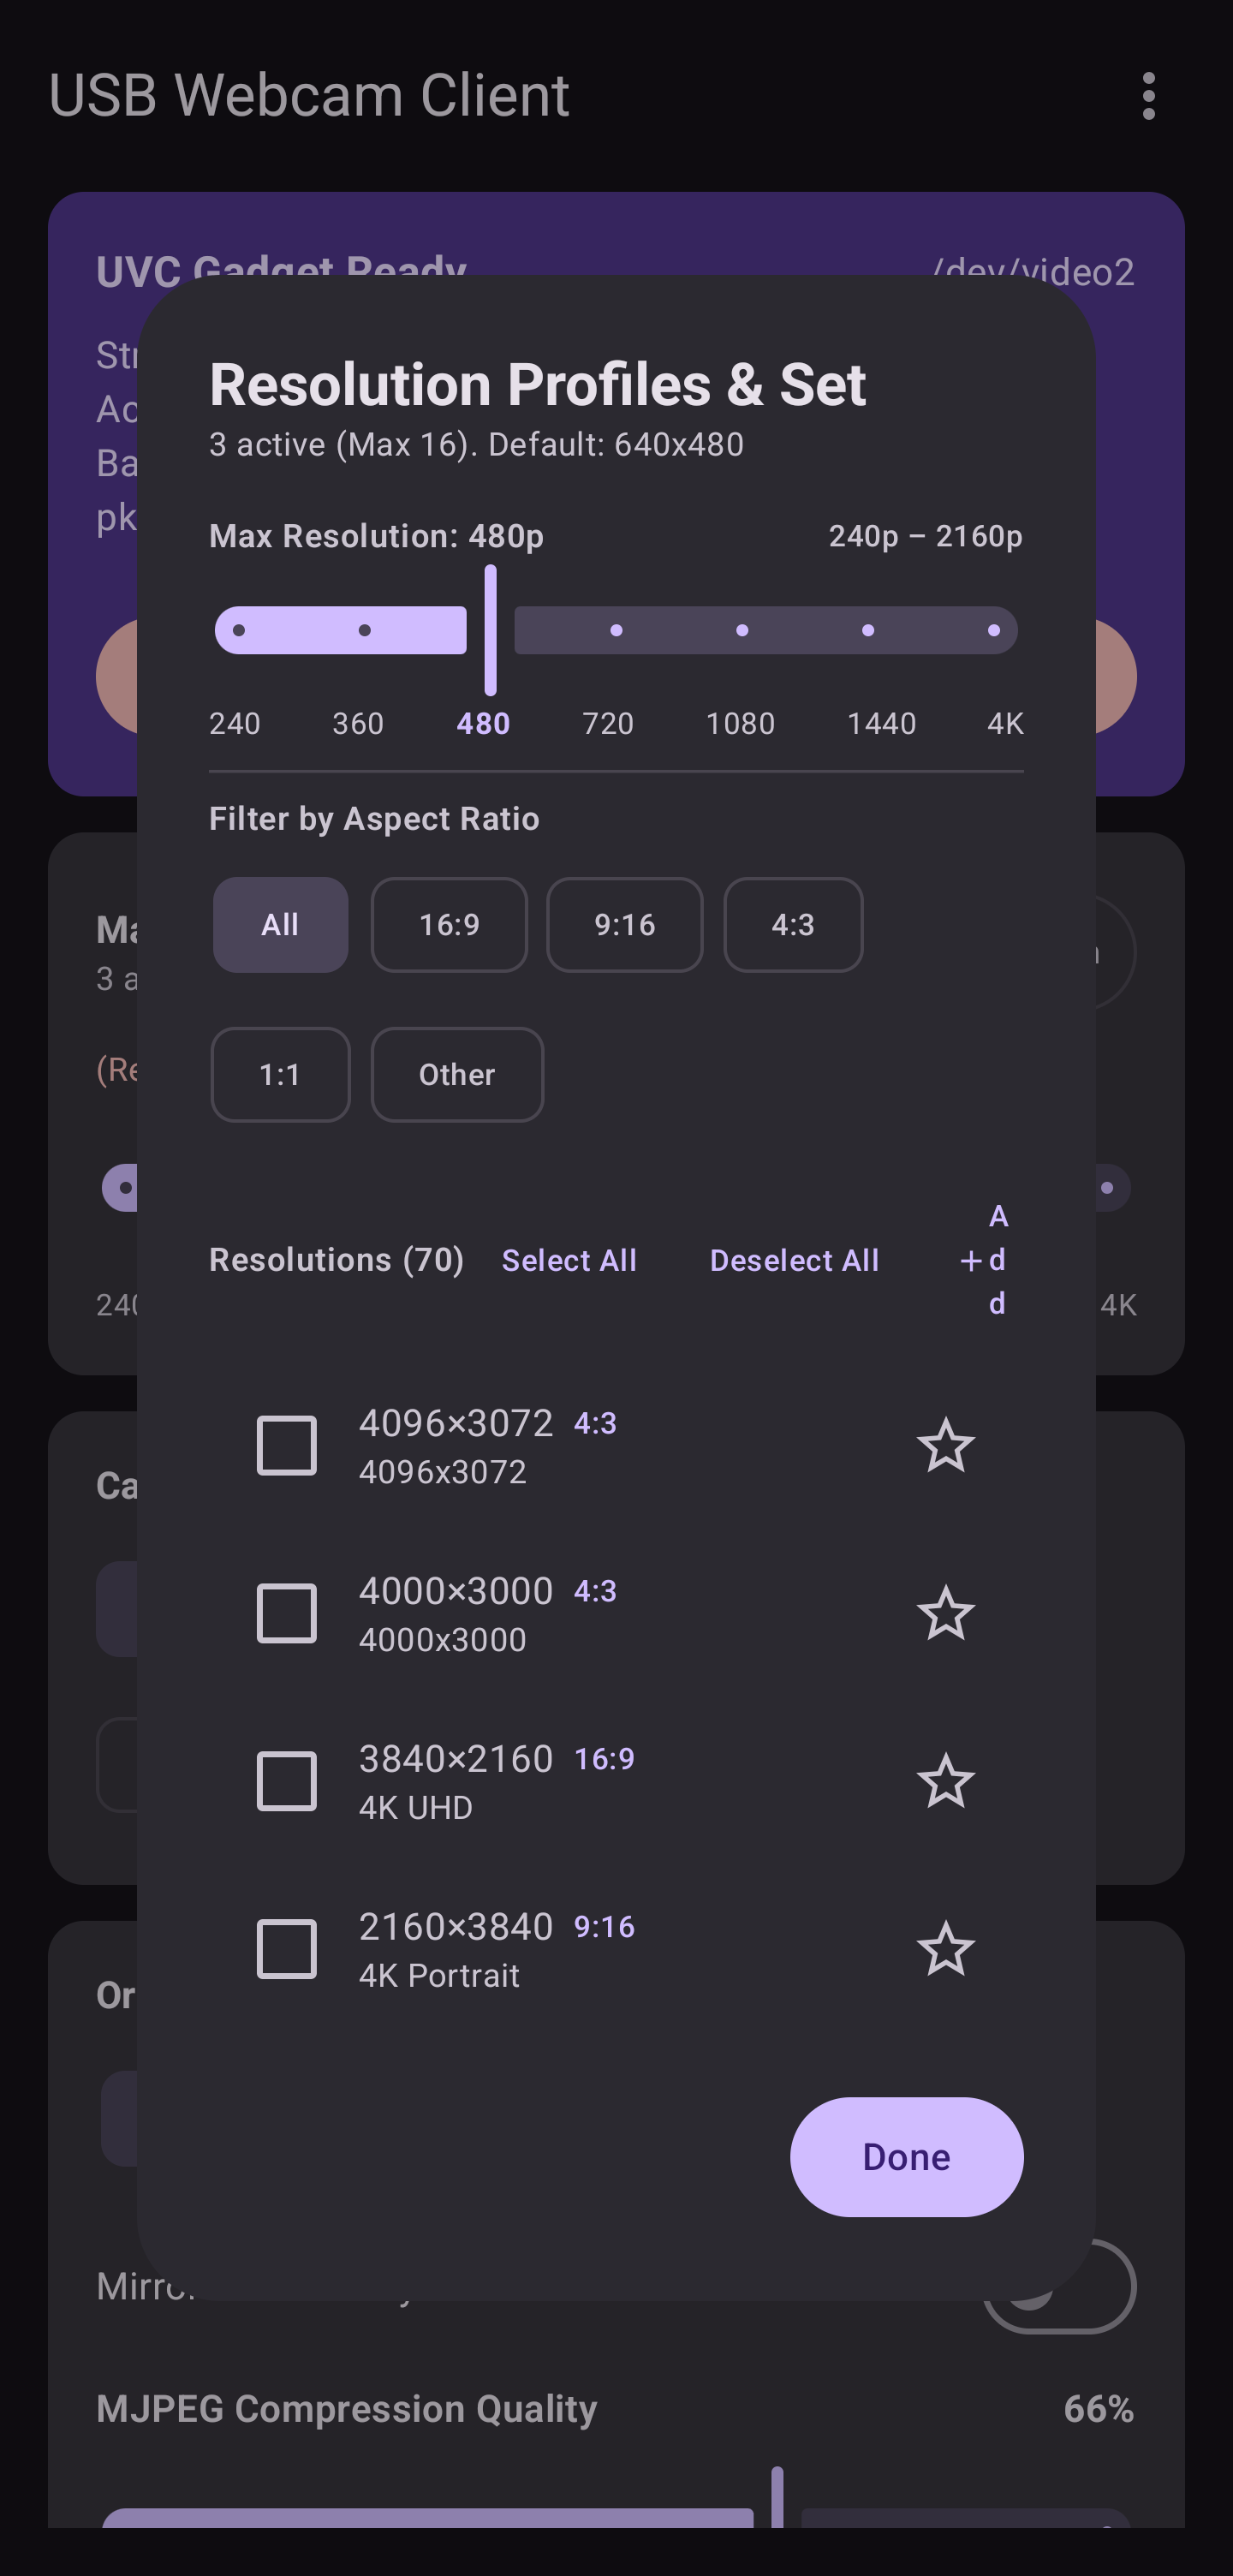 USB Webcam Client
UVC Gadget Ready
/dev/video2
Resolution Profiles & Set
3 active (Max 16). Default: 640x480
Max Resolution: 480p
240p – 2160p
240 360 480 720 1080 1440 4K
Filter by Aspect Ratio
All 16:9 9:16 4:3
1:1 Other
Resolutions (70) Select All Deselect All + Add
4096×3072 4:3
4096x3072
4000×3000 4:3
4000x3000
3840×2160 16:9
4K UHD
2160×3840 9:16
4K Portrait
4K
Done
MJPEG Compression Quality
66%